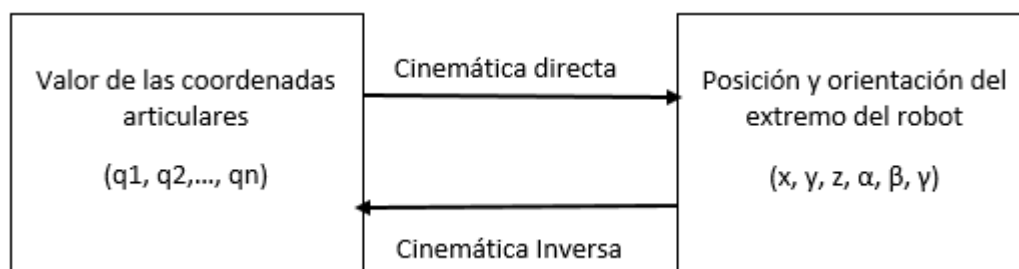 Valor de las coordenadas
articulares
(q1, q2,..., qn)
Cinemática directa
Cinemática Inversa
Posición y orientación del
extremo del robot
(x, y, z, α, β, γ)